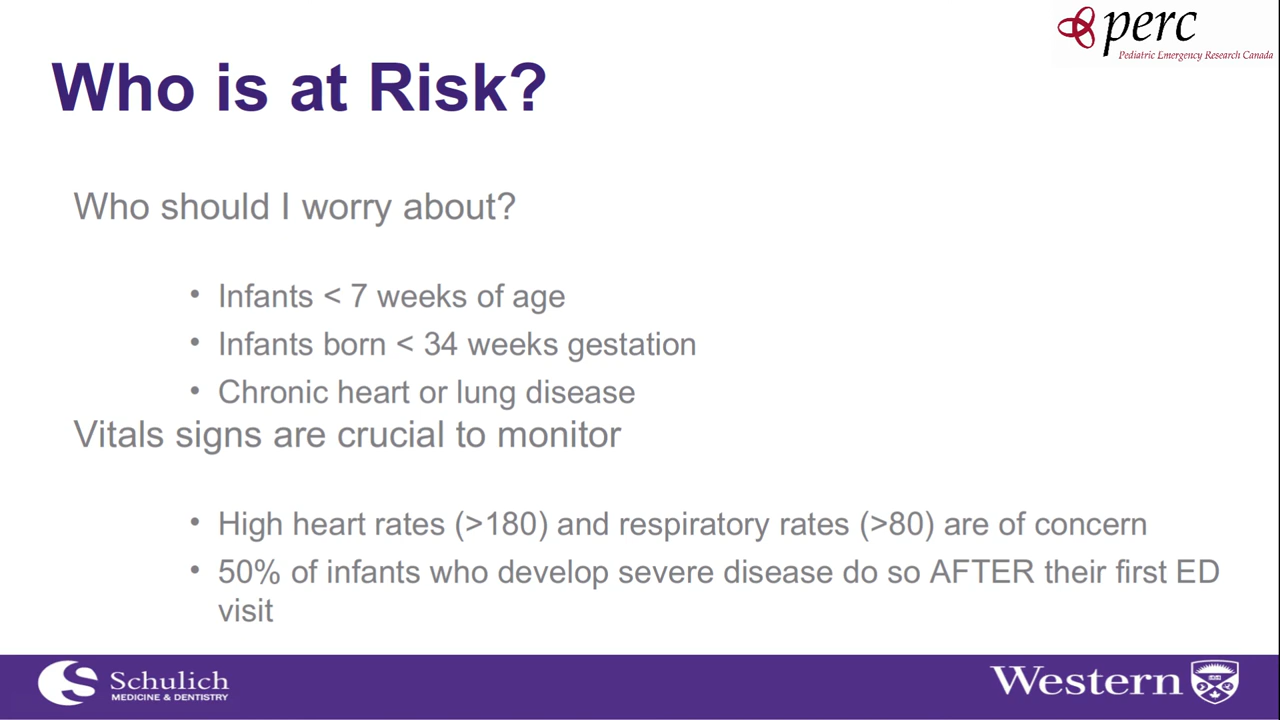 perc
Pediatric Emergency Research Canada
Who is at Risk?
Who should I worry about?
• Infants < 7 weeks of age
• Infants born < 34 weeks gestation
• Chronic heart or lung disease
Vitals signs are crucial to monitor
• High heart rates (>180) and respiratory rates (>80) are of concern
• 50% of infants who develop severe disease do so AFTER their first ED
visit
Schulich
MEDICINE & DENTISTRY
Western